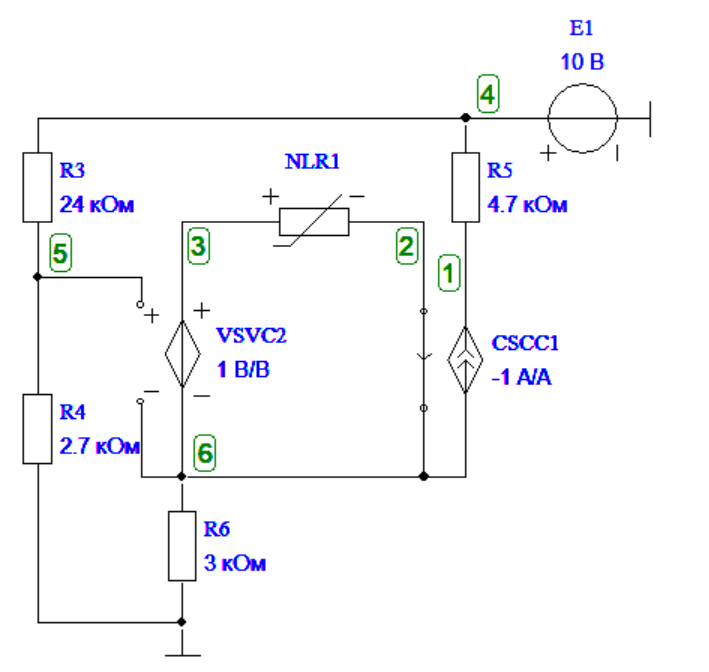 E1
10 В
4
+
NLR1
R3
24 кОм
+
−
R5
4.7 кОм
5
3
2
1
+
+
VSVC2
1 В/В
CSCC1
-1 А/А
−
−
R4
2.7 кОм
6
R6
3 кОм